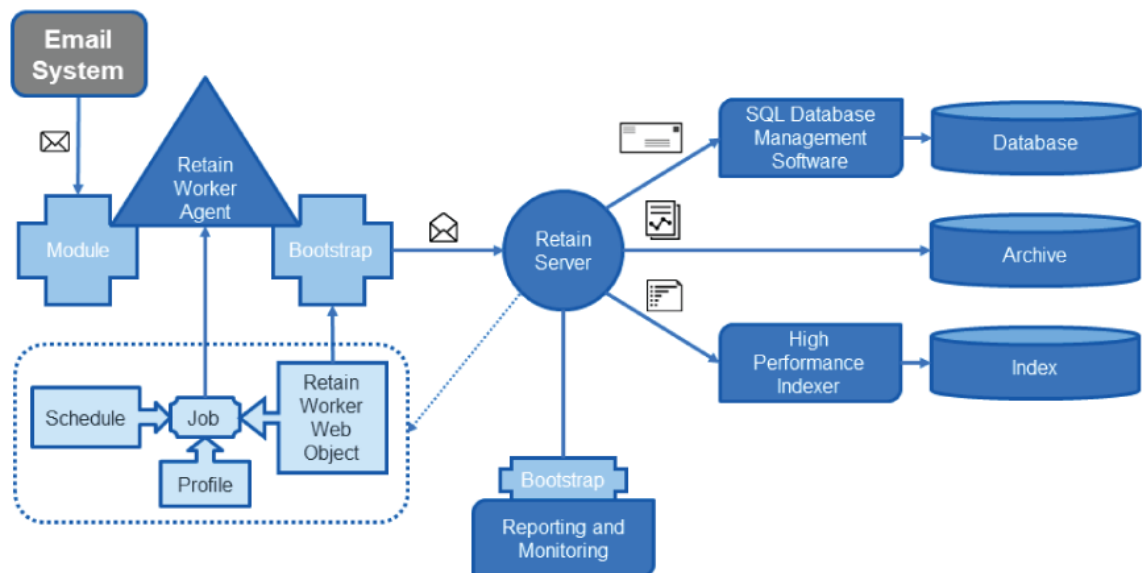 Email
System
Retain
Worker
Agent
Module
Bootstrap
Retain
Server
SQL Database
Management
Software
Database
Archive
High
Performance
Indexer
Index
Schedule
Job
Retain
Worker
Web
Object
Profile
Bootstrap
Reporting and
Monitoring